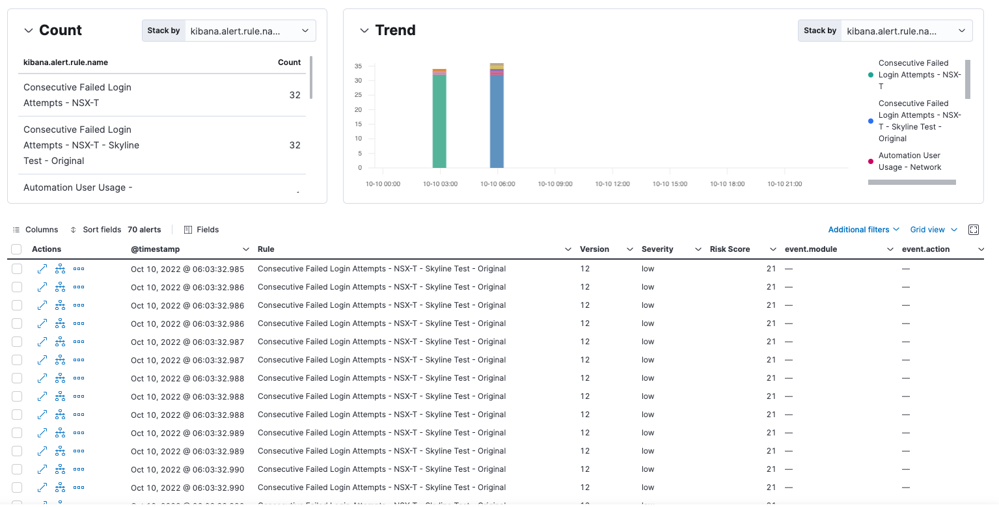 Count
Stack by kibana.alert.rule.na...
kibana.alert.rule.name Count
Consecutive Failed Login
Attempts - NSX-T
32
Consecutive Failed Login
Attempts - NSX-T - Skyline
Test - Original
32
Automation User Usage -
Trend
Stack by kibana.alert.rule.na...
35
30
25
20
15
10
5
0
10-10 00:00 10-10 03:00 10-10 06:00 10-10 09:00 10-10 12:00 10-10 15:00 10-10 18:00 10-10 21:00
Consecutive Failed
Login Attempts - NSX-
T
Consecutive Failed
Login Attempts - NSX-
T - Skyline Test -
Original
Automation User
Usage - Network
Columns Sort fields 70 alerts Fields Additional filters Grid view
Actions @timestamp Rule Version Severity Risk Score event.module event.action
Oct 10, 2022 @ 06:03:32.985 Consecutive Failed Login Attempts - NSX-T - Skyline Test - Original 12 low 21 — —
Oct 10, 2022 @ 06:03:32.986 Consecutive Failed Login Attempts - NSX-T - Skyline Test - Original 12 low 21 — —
Oct 10, 2022 @ 06:03:32.986 Consecutive Failed Login Attempts - NSX-T - Skyline Test - Original 12 low 21 — —
Oct 10, 2022 @ 06:03:32.986 Consecutive Failed Login Attempts - NSX-T - Skyline Test - Original 12 low 21 — —
Oct 10, 2022 @ 06:03:32.987 Consecutive Failed Login Attempts - NSX-T - Skyline Test - Original 12 low 21 — —
Oct 10, 2022 @ 06:03:32.987 Consecutive Failed Login Attempts - NSX-T - Skyline Test - Original 12 low 21 — —
Oct 10, 2022 @ 06:03:32.988 Consecutive Failed Login Attempts - NSX-T - Skyline Test - Original 12 low 21 — —
Oct 10, 2022 @ 06:03:32.988 Consecutive Failed Login Attempts - NSX-T - Skyline Test - Original 12 low 21 — —
Oct 10, 2022 @ 06:03:32.988 Consecutive Failed Login Attempts - NSX-T - Skyline Test - Original 12 low 21 — —
Oct 10, 2022 @ 06:03:32.989 Consecutive Failed Login Attempts - NSX-T - Skyline Test - Original 12 low 21 — —
Oct 10, 2022 @ 06:03:32.989 Consecutive Failed Login Attempts - NSX-T - Skyline Test - Original 12 low 21 — —
Oct 10, 2022 @ 06:03:32.990 Consecutive Failed Login Attempts - NSX-T - Skyline Test - Original 12 low 21 — —
Oct 10, 2022 @ 06:03:32.990 Consecutive Failed Login Attempts - NSX-T - Skyline Test - Original 12 low 21 — —